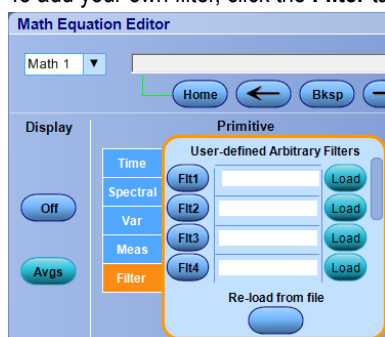 To add your own filter, click the Filter t
Math Equation Editor
Math 1
Home
Bksp
Display
Primitive
Time
Spectral
Var
Meas
Filter
User-defined Arbitrary Filters
Flt1
Load
Flt2
Load
Flt3
Load
Flt4
Load
Re-load from file
Off
Avgs